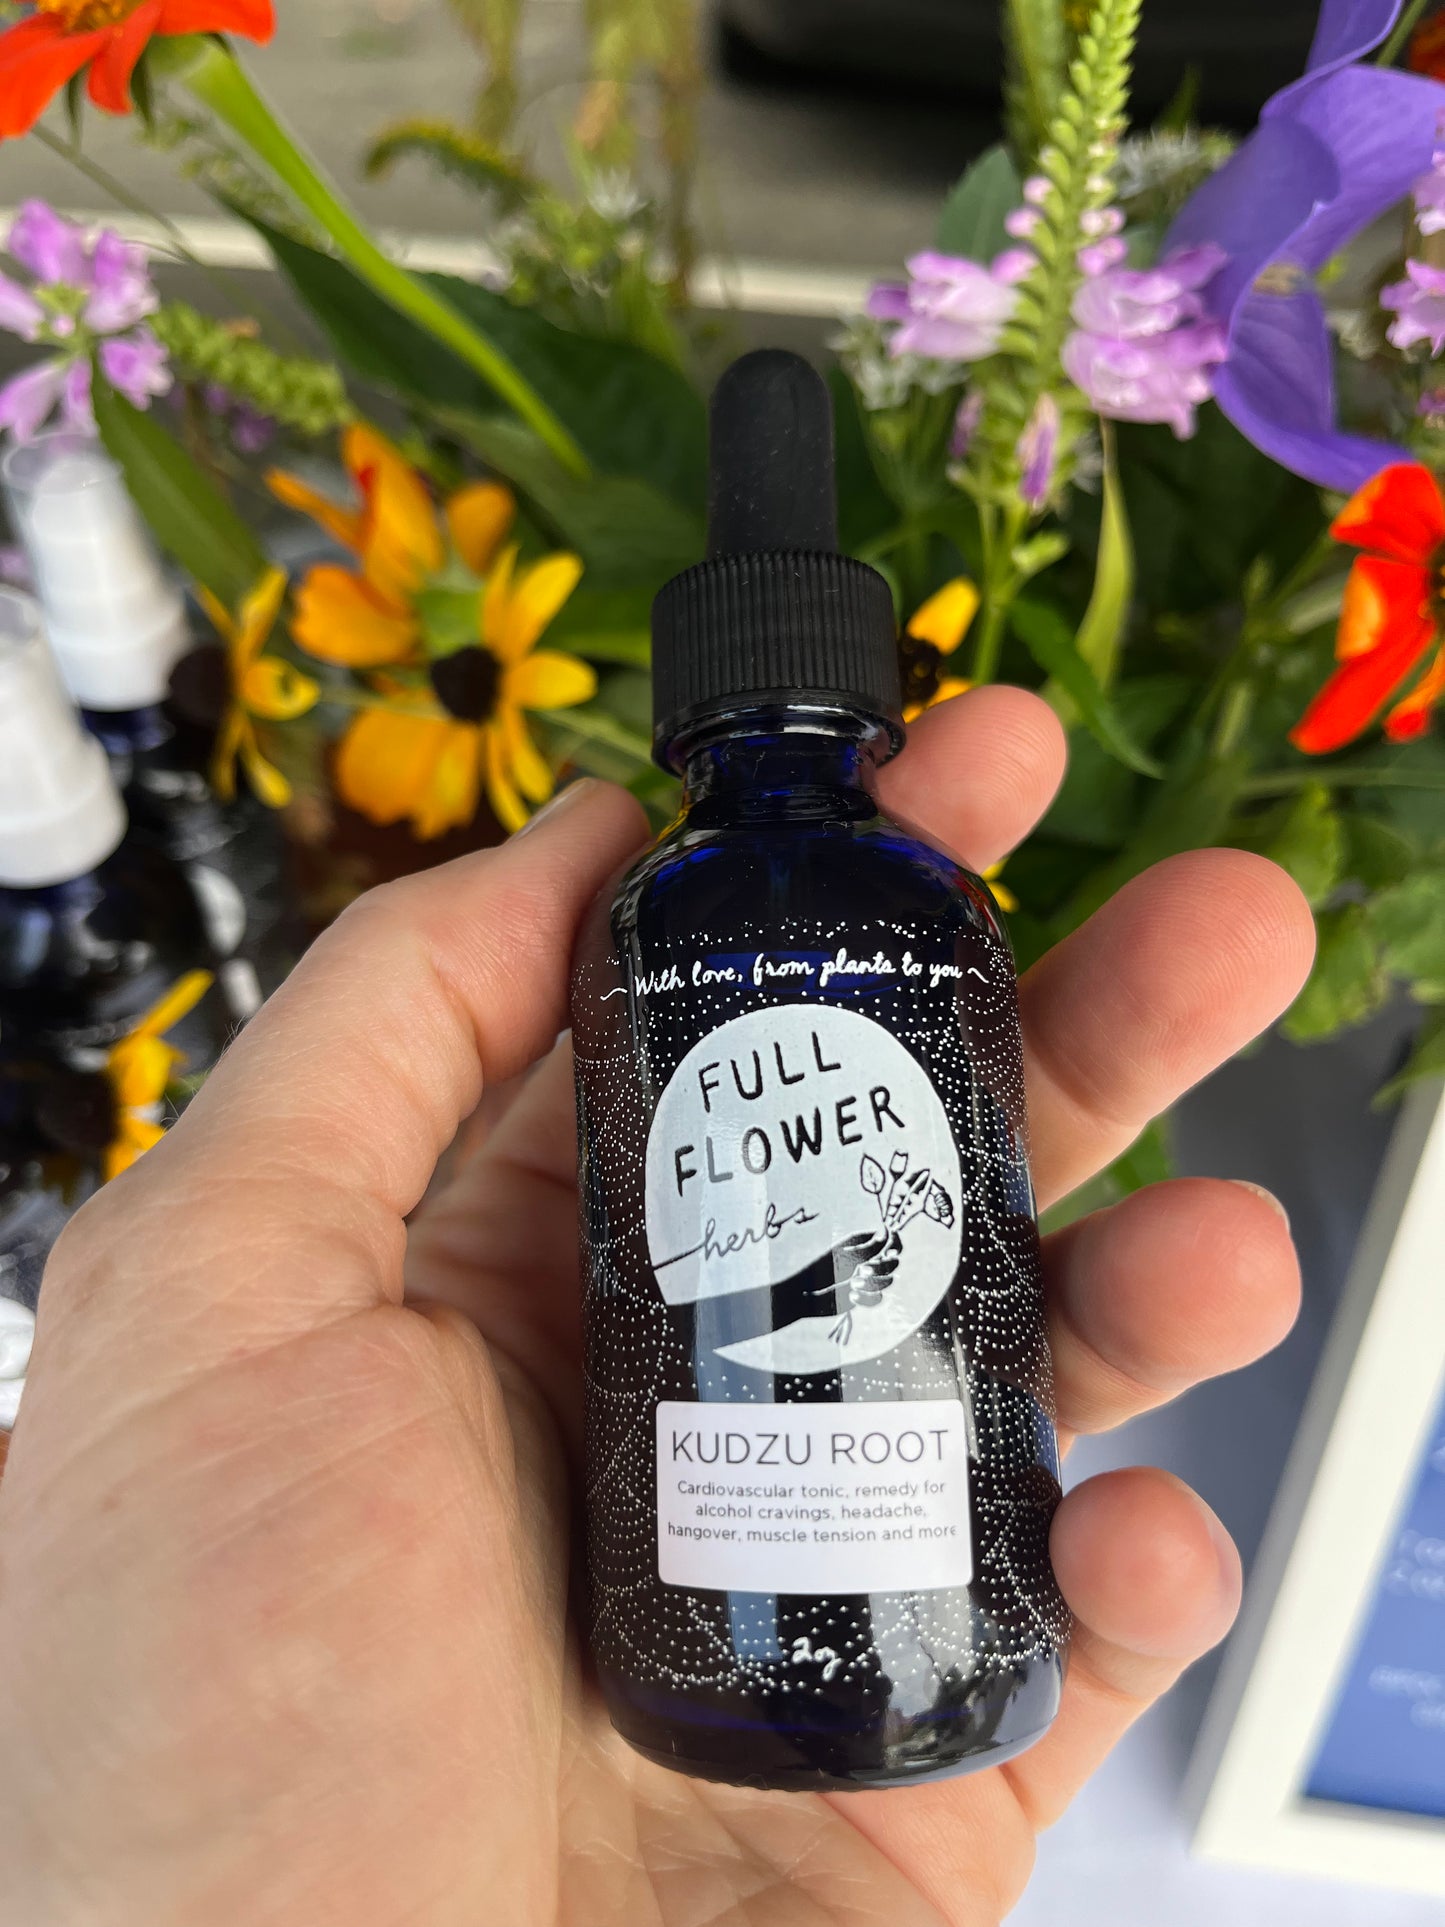 ~ With love, from plants to you ~
FULL
FLOWER
herbs
KUDZU ROOT
Cardiovascular tonic, remedy for
alcohol cravings, headache,
hangover, muscle tension and more
2oz